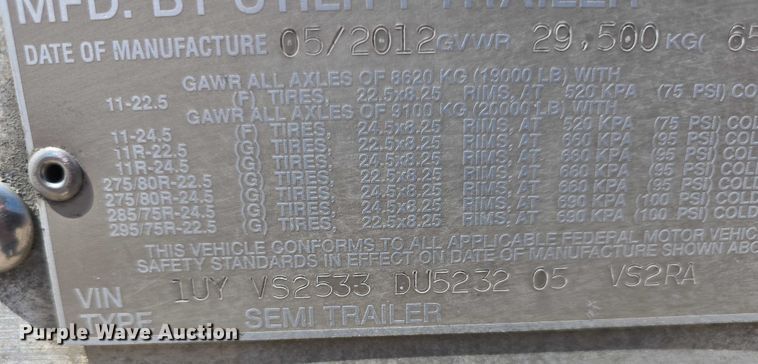 MFD. BY UTILITY TRAILER
DATE OF MANUFACTURE 05/2012 GVWR 29,500 KG( 65
GAWR ALL AXLES OF 8620 KG (19000 LB) WITH
11-22.5 (F) TIRES, 22.5x8.25 RIMS, AT 520 KPA (75 PSI) COL
GAWR ALL AXLES OF 9100 KG (20000 LB) WITH
11-24.5 (F) TIRES, 24.5x8.25 RIMS, AT 520 KPA (75 PSI) COL
11R-22.5 (G) TIRES, 22.5x8.25 RIMS, AT KPA (95 PSI) COL
11R-24.5 (G) TIRES, 24.5x8.25 RIMS, AT KPA PSI) COL
275/80R-22.5 (G) TIRES, 22.5x8.25 RIMS, AT 660 KPA (95 PSI) COLD
275/80R-24.5 (G) TIRES, 24.5x8.25 RIMS, AT 660 KPA (95 PSI) COLD
285/75R-24.5 (G) TIRES, 24.5x8.25 RIMS, AT 690 KPA (100 PSI) COLD
295/75R-22.5 (G) TIRES, 22.5x8.25 RIMS, AT 690 KPA (100 PSI) COLD
THIS VEHICLE CONFORMS TO ALL APPLICABLE FEDERAL MOTOR VEHIC
SAFETY STANDARDS IN EFFECT ON DATE OF MANUFACTURE SHOWN ABO
VIN 1UY VS2533 DU5232 05 VS2RA
TYPE SEMI TRAILER
Purple Wave Auction